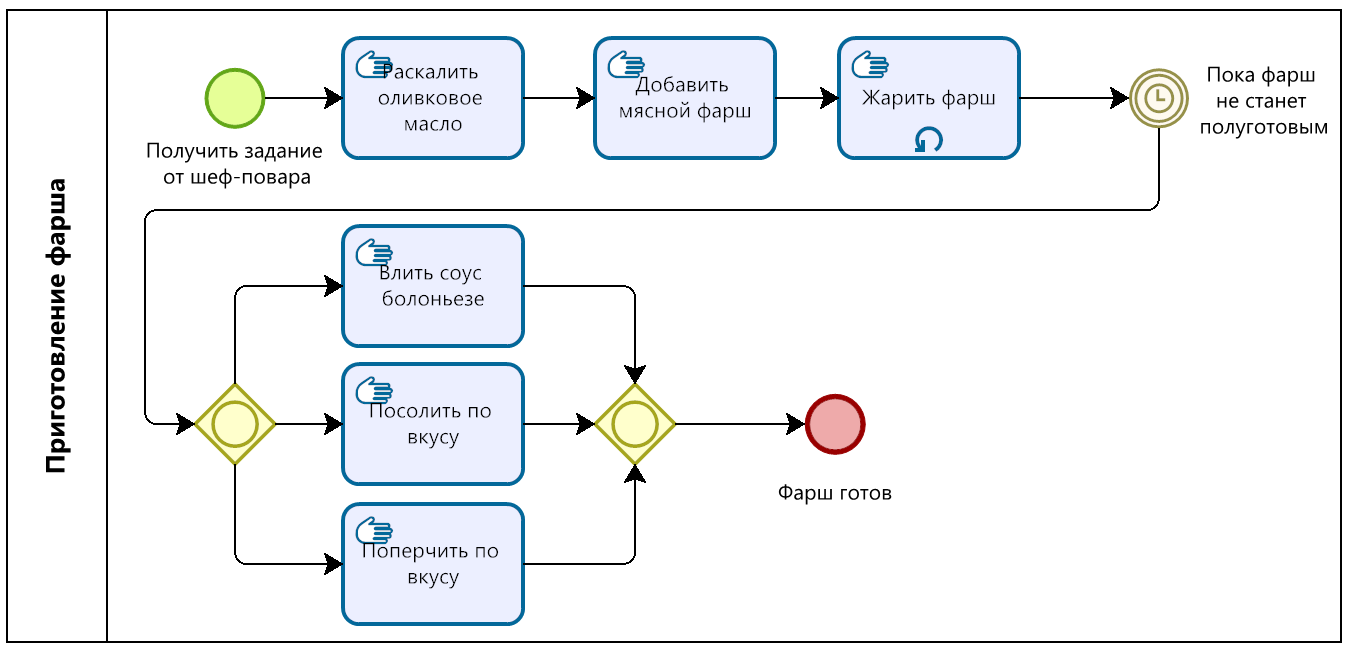 Приготовление фарша
Получить задание
от шеф-повара
Раскалить
оливковое
масло
Добавить
мясной фарш
Жарить фарш
Пока фарш
не станет
полуготовым
Влить соус
болоньезе
Посолить по
вкусу
Поперчить по
вкусу
Фарш готов